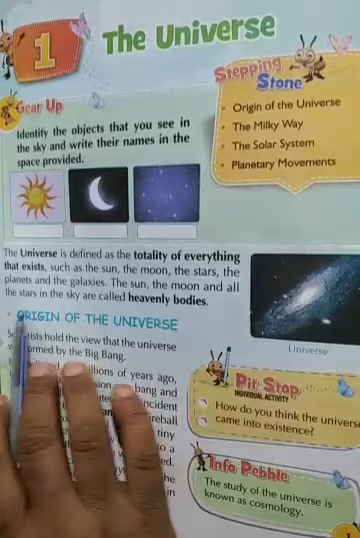 1
The Universe
Gear Up
Identify the objects that you see in
the sky and write their names in the
space provided.
Stepping
Stone
Origin of the Universe
The Milky Way
The Solar System
Planetary Movements
The Universe is defined as the totality of everything
that exists, such as the sun, the moon, the stars, the
planets and the galaxies. The sun, the moon and all
the stars in the sky are called heavenly bodies.
Universe
ORIGIN OF THE UNIVERSE
hold the view that the universe
by the Big Bang.
of years ago,
bang and
incident
tiny
to a
in
Pit Stop
INDIVIDUAL ACTIVITY
How do you think the universe
came into existence?
Info Pebble
The study of the universe is
known as cosmology.
1